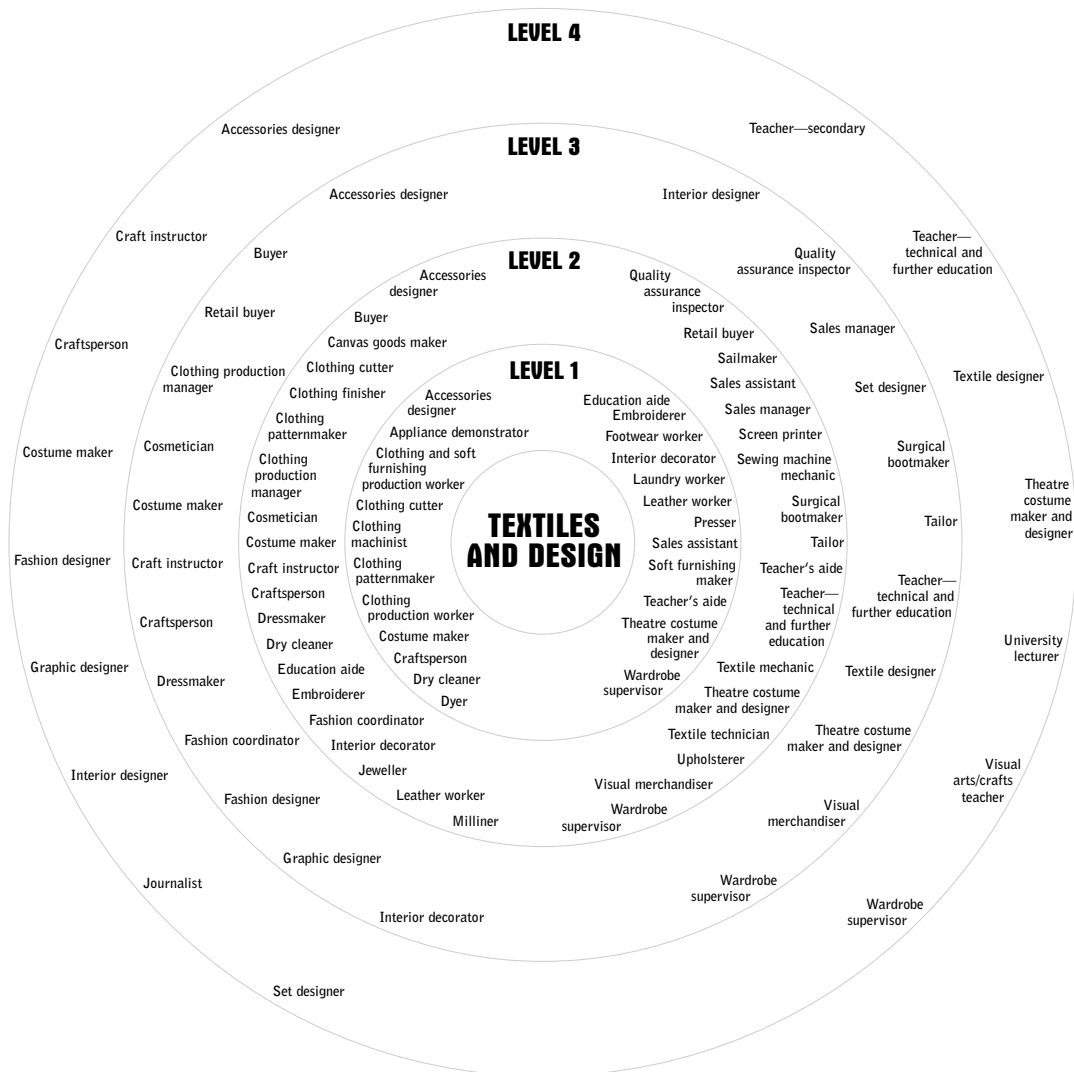 LEVEL 4
Accessories designer
Craft instructor
Craftsperson
Costume maker
Fashion designer
Graphic designer
Interior designer
Journalist
Set designer
Teacher—secondary
Teacher—
technical and
further education
Textile designer
Theatre
costume
maker and
designer
University
lecturer
Visual
arts/crafts
teacher
Wardrobe
supervisor
LEVEL 3
Accessories designer
Buyer
Retail buyer
Clothing production
manager
Cosmetician
Costume maker
Craft instructor
Craftsperson
Dressmaker
Fashion coordinator
Fashion designer
Graphic designer
Interior decorator
Interior designer
Quality
assurance inspector
Sales manager
Set designer
Surgical
bootmaker
Tailor
Teacher—
technical and
further education
Textile designer
Theatre costume
maker and designer
Visual
merchandiser
Wardrobe
supervisor
LEVEL 2
Accessories
designer
Buyer
Canvas goods maker
Clothing cutter
Clothing finisher
Clothing
patternmaker
Clothing
production
manager
Cosmetician
Costume maker
Craft instructor
Craftsperson
Dressmaker
Dry cleaner
Education aide
Embroiderer
Fashion coordinator
Interior decorator
Jeweller
Leather worker
Milliner
Quality
assurance
inspector
Retail buyer
Sailmaker
Sales assistant
Sales manager
Screen printer
Sewing machine
mechanic
Surgical
bootmaker
Tailor
Teacher's aide
Teacher—
technical
and further
education
Textile mechanic
Theatre costume
maker and designer
Textile technician
Upholsterer
Visual merchandiser
Wardrobe
supervisor
LEVEL 1
Accessories
designer
Appliance demonstrator
Clothing and soft
furnishing
production worker
Clothing cutter
Clothing
machinist
Clothing
patternmaker
Clothing
production worker
Costume maker
Craftsperson
Dry cleaner
Dyer
Education aide
Embroiderer
Footwear worker
Interior decorator
Laundry worker
Leather worker
Presser
Sales assistant
Soft furnishing
maker
Teacher's aide
Theatre costume
maker and
designer
Wardrobe
supervisor
TEXTILES
AND DESIGN